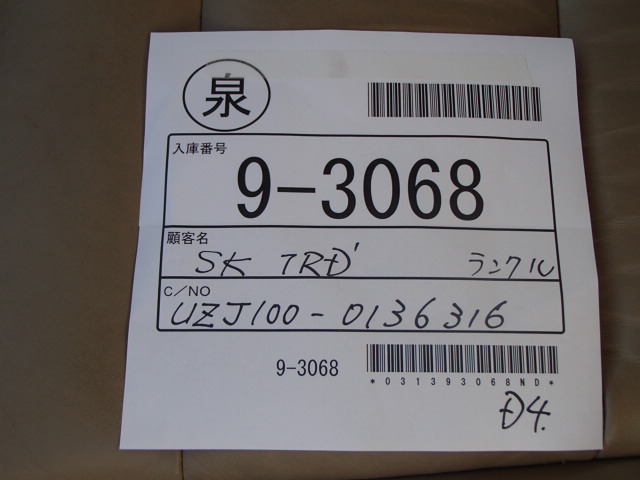 泉
入庫番号
9-3068
顧客名
SK TRD' ランクル
C/NO
UZJ100-0136316
9-3068
*031393068ND*
D4.